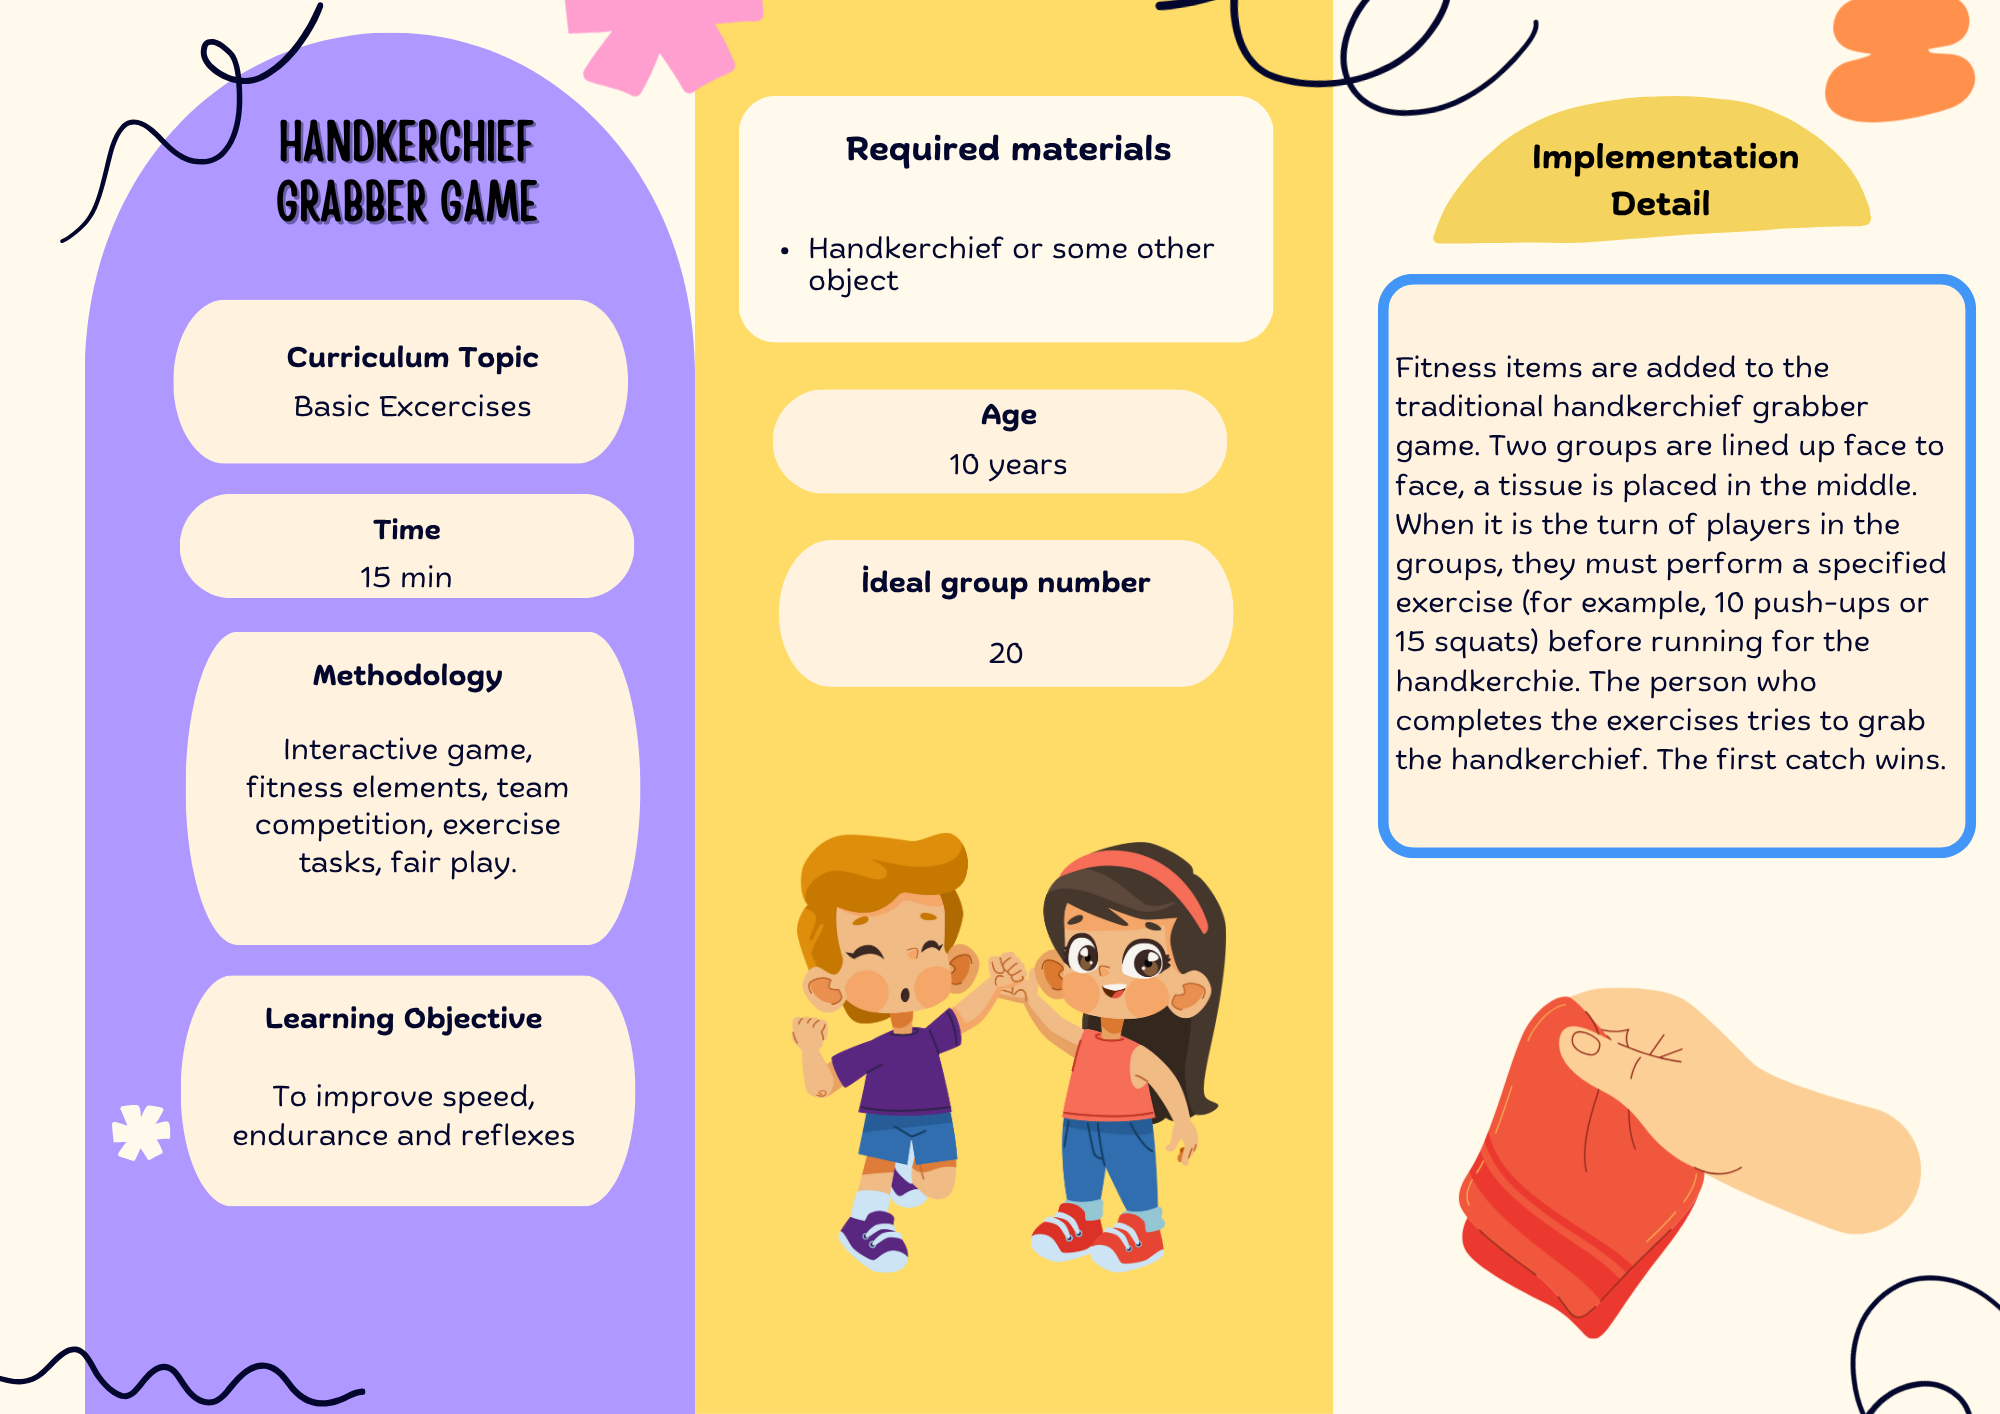 HANDKERCHIEF
GRABBER GAME
Curriculum Topic
Basic Excercises
Time
15 min
Methodology
Interactive game,
fitness elements, team
competition, exercise
tasks, fair play.
Learning Objective
To improve speed,
endurance and reflexes
Required materials
• Handkerchief or some other
object
Age
10 years
İdeal group number
20
Implementation
Detail
Fitness items are added to the
traditional handkerchief grabber
game. Two groups are lined up face to
face, a tissue is placed in the middle.
When it is the turn of players in the
groups, they must perform a specified
exercise (for example, 10 push-ups or
15 squats) before running for the
handkerchie. The person who
completes the exercises tries to grab
the handkerchief. The first catch wins.